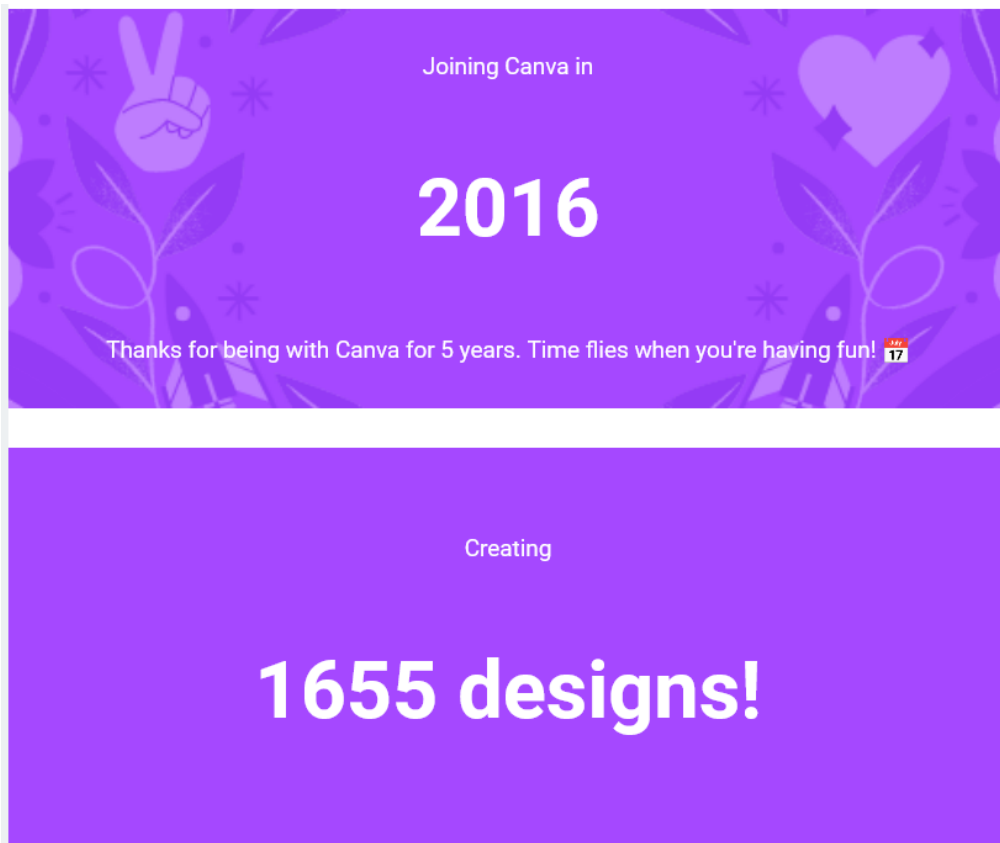 Joining Canva in
2016
Thanks for being with Canva for 5 years. Time flies when you're having fun! 📅
Creating
1655 designs!